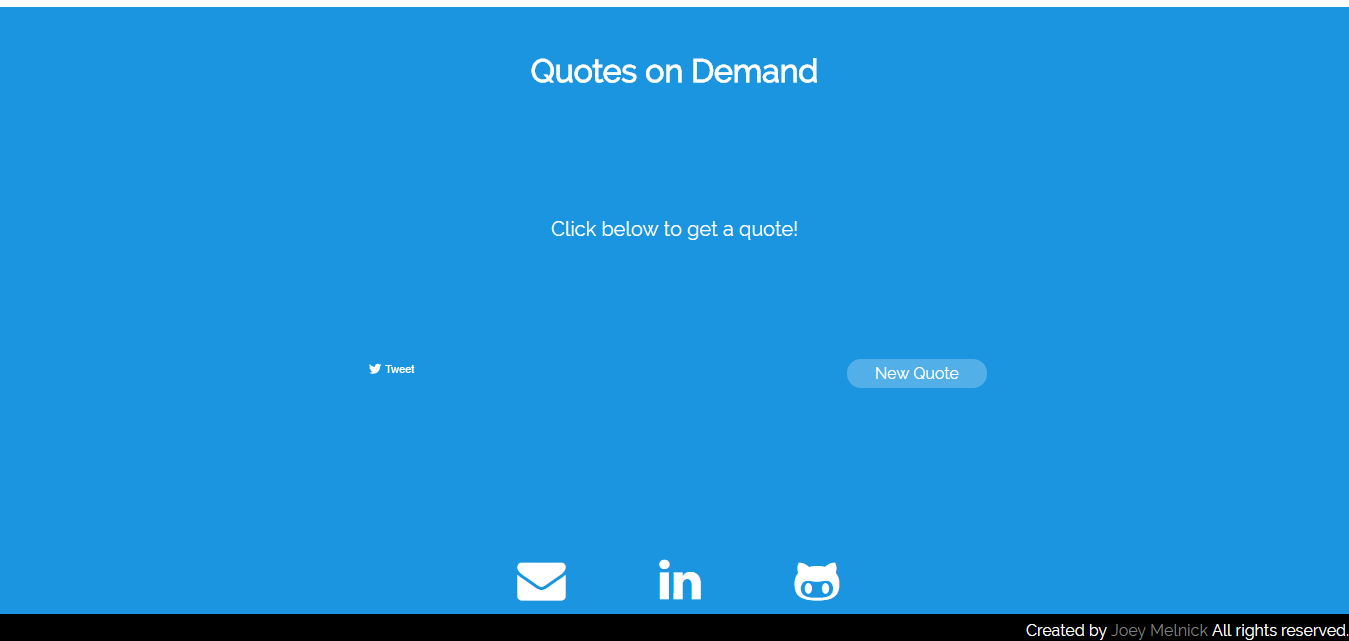 Quotes on Demand
Click below to get a quote!
Tweet
New Quote
in
Created by Joey Melnick All rights reserved.